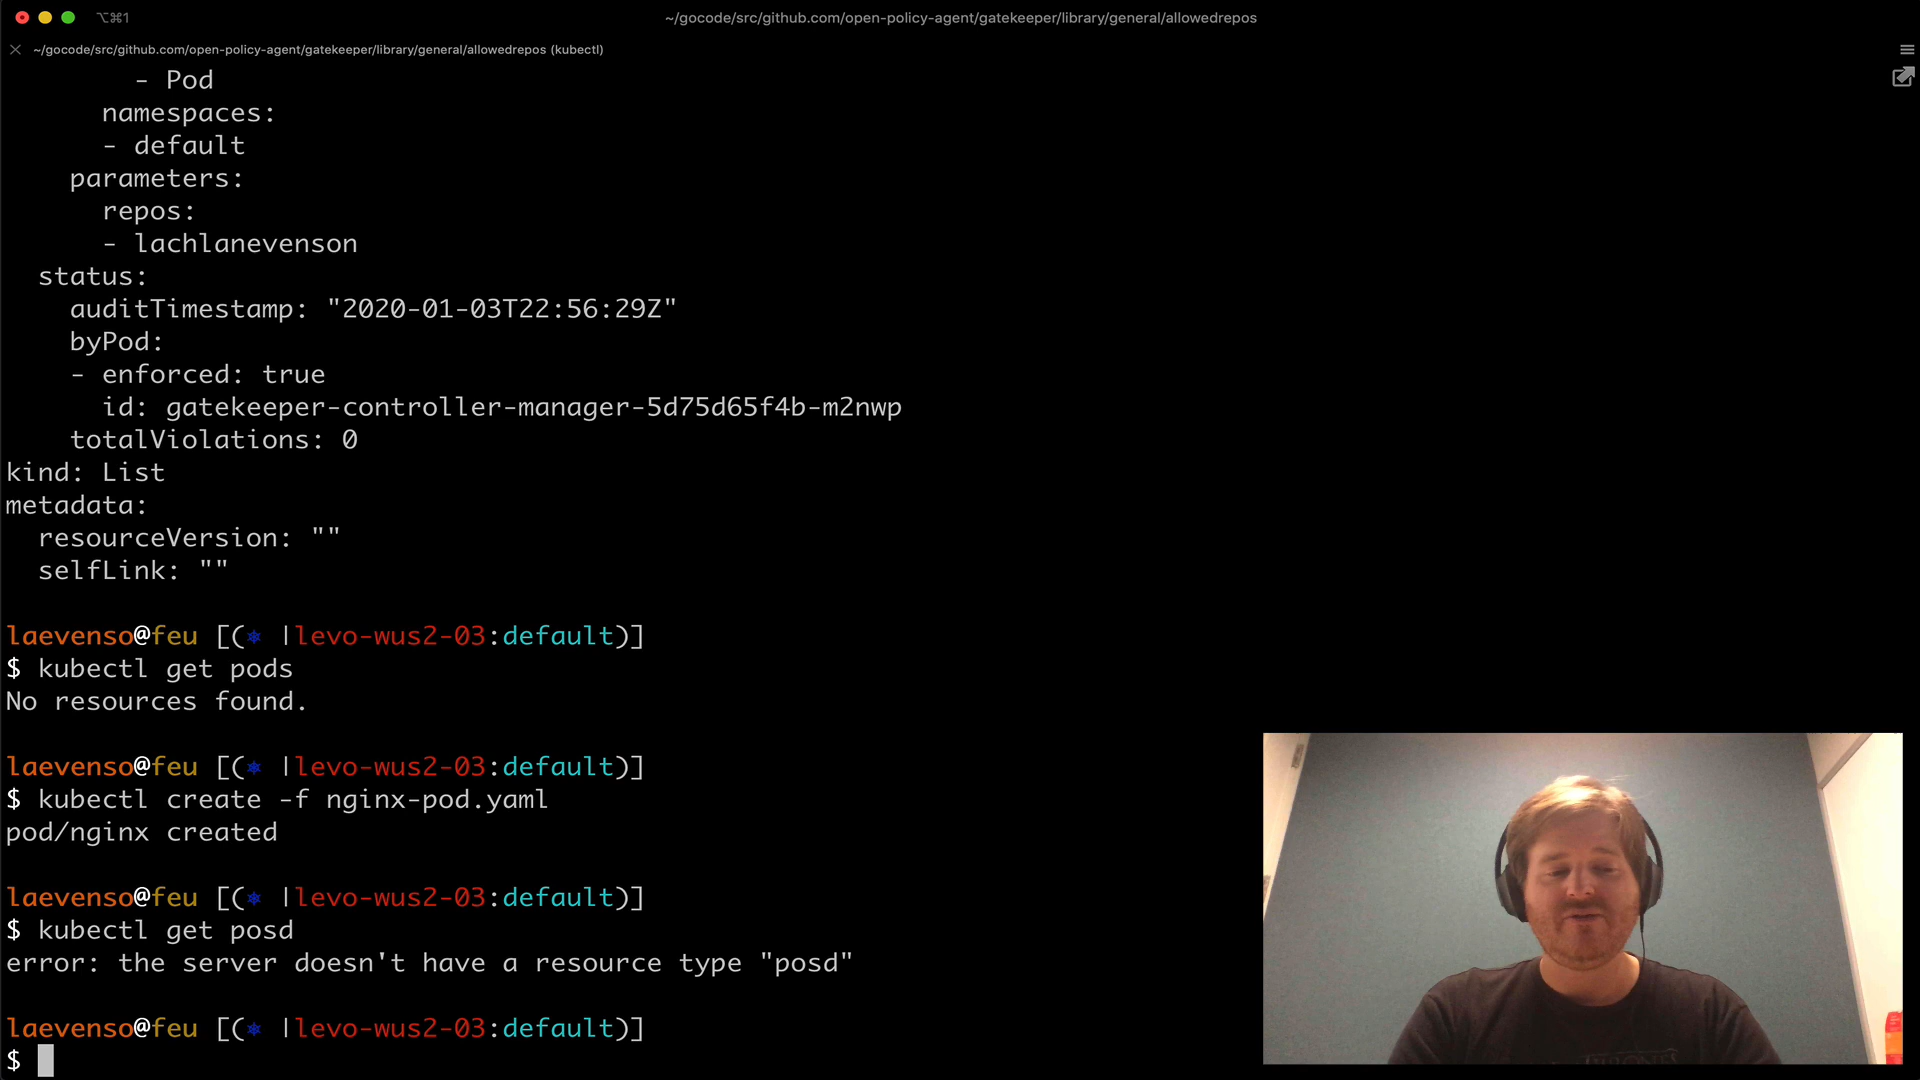 ⌥⌘1
~/gocode/src/github.com/open-policy-agent/gatekeeper/library/general/allowedrepos
~/gocode/src/github.com/open-policy-agent/gatekeeper/library/general/allowedrepos (kubectl)
- Pod
namespaces:
- default
parameters:
repos:
- lachlanevenson
status:
auditTimestamp: "2020-01-03T22:56:29Z"
byPod:
- enforced: true
id: gatekeeper-controller-manager-5d75d65f4b-m2nwp
totalViolations: 0
kind: List
metadata:
resourceVersion: ""
selfLink: ""
laevenso@feu [(⎈ |levo-wus2-03:default)]
$ kubectl get pods
No resources found.
laevenso@feu [(⎈ |levo-wus2-03:default)]
$ kubectl create -f nginx-pod.yaml
pod/nginx created
laevenso@feu [(⎈ |levo-wus2-03:default)]
$ kubectl get posd
error: the server doesn't have a resource type "posd"
laevenso@feu [(⎈ |levo-wus2-03:default)]
$